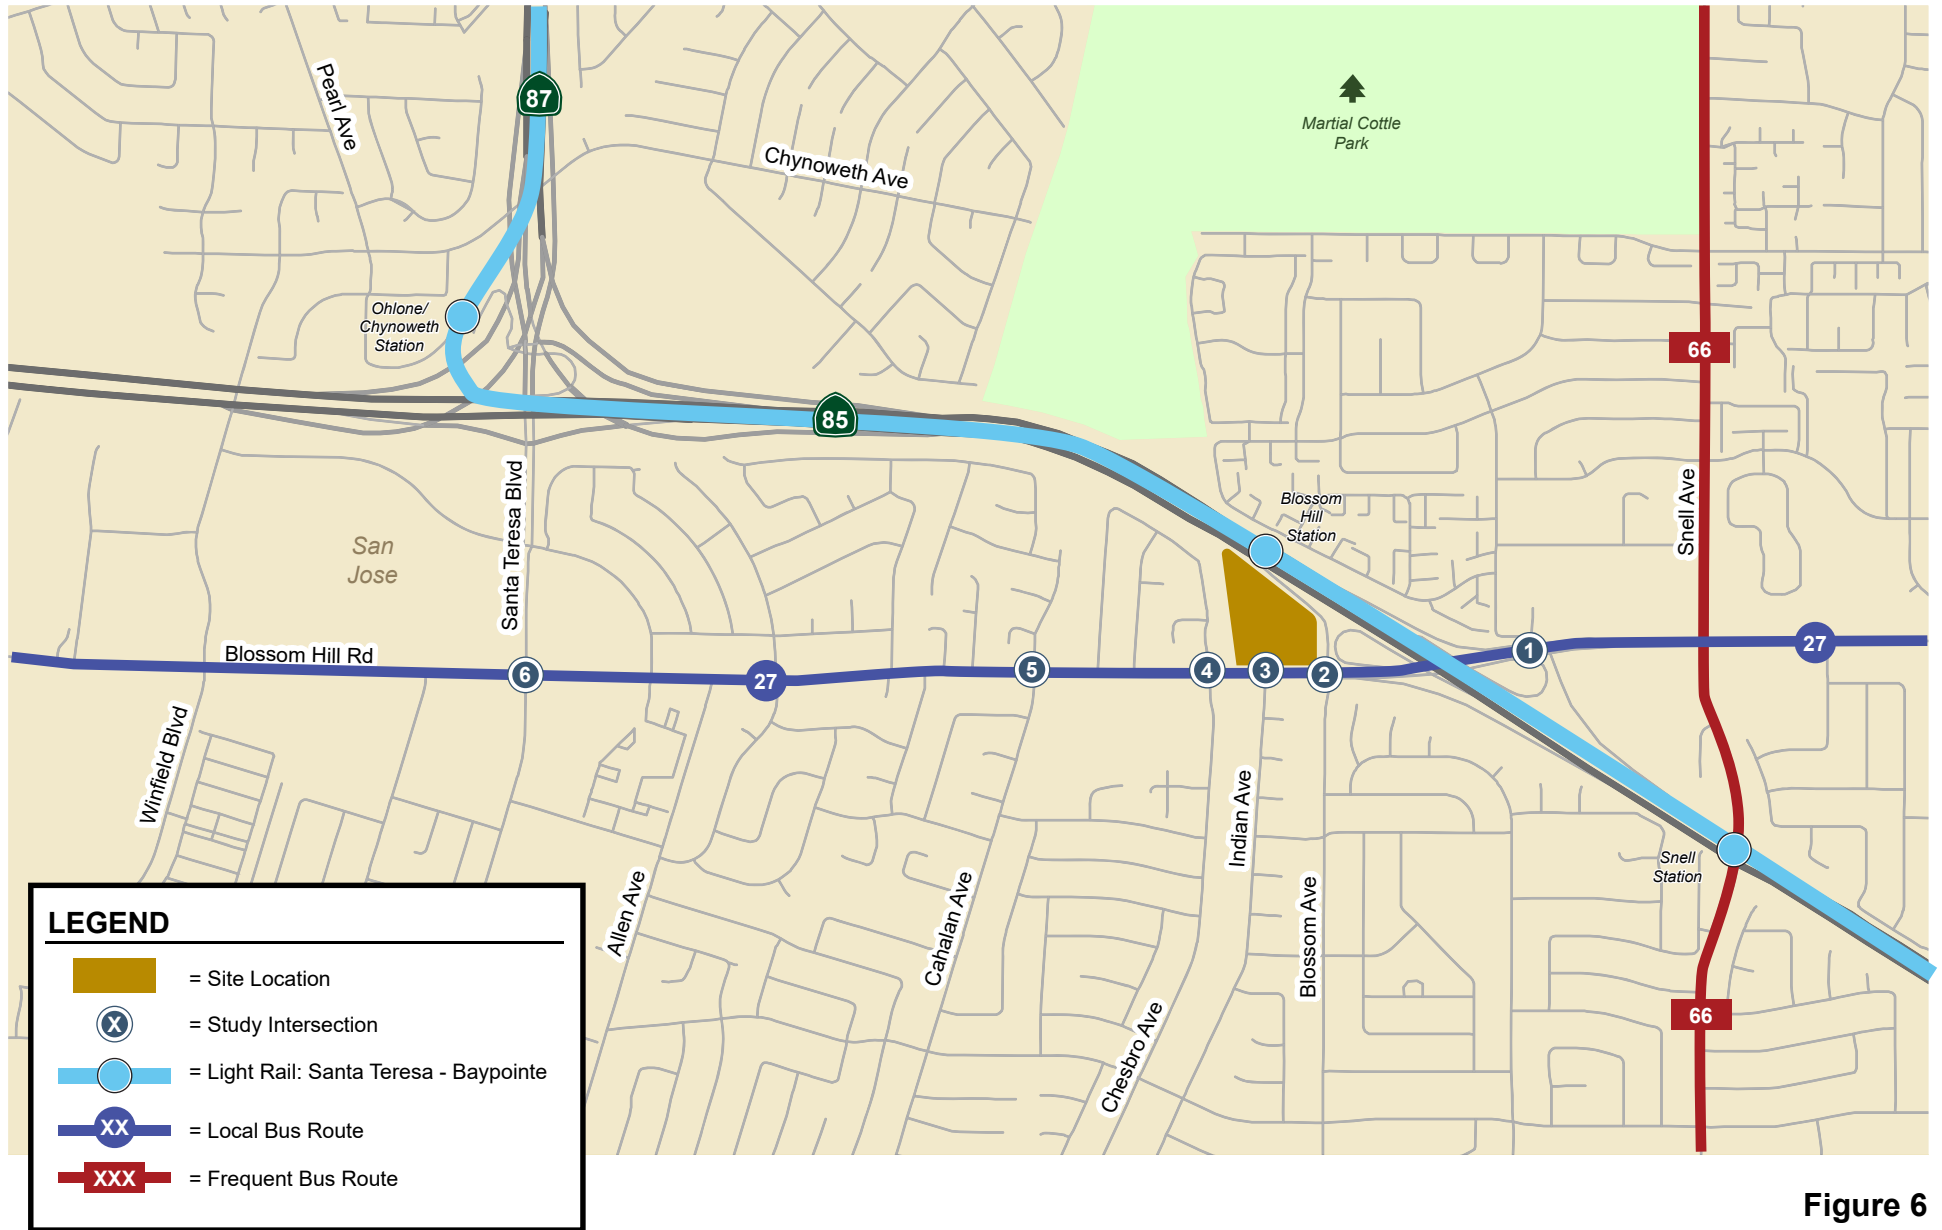 87
Pearl Ave
Chynoweth Ave
Martial Cottle
Park
Ohlone/
Chynoweth
Station
66
85
Santa Teresa Blvd
Snell Ave
Blossom
Hill
Station
San
Jose
Blossom Hill Rd
6
27
5
4
3
2
1
27
Winfield Blvd
Indian Ave
Snell
Station
Allen Ave
Cahalan Ave
Blossom Ave
Chesbro Ave
66
LEGEND
= Site Location
X
= Study Intersection
= Light Rail: Santa Teresa - Baypointe
XX
= Local Bus Route
XXX
= Frequent Bus Route
Figure 6